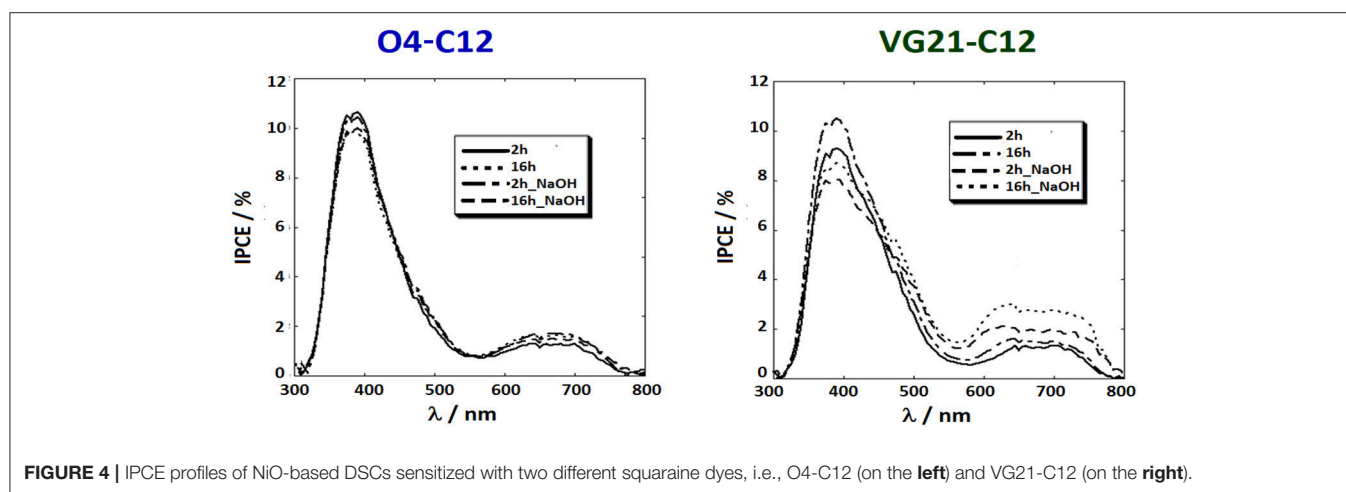 O4-C12
VG21-C12
12
10
8
6
4
2
0
IPCE / %
2h
16h
2h_NaOH
16h_NaOH
300 400 500 600 700 800
λ / nm
12
10
8
6
4
2
0
IPCE / %
2h
16h
2h_NaOH
16h_NaOH
300 400 500 600 700 800
λ / nm
FIGURE 4 | IPCE profiles of NiO-based DSCs sensitized with two different squaraine dyes, i.e., O4-C12 (on the left) and VG21-C12 (on the right).